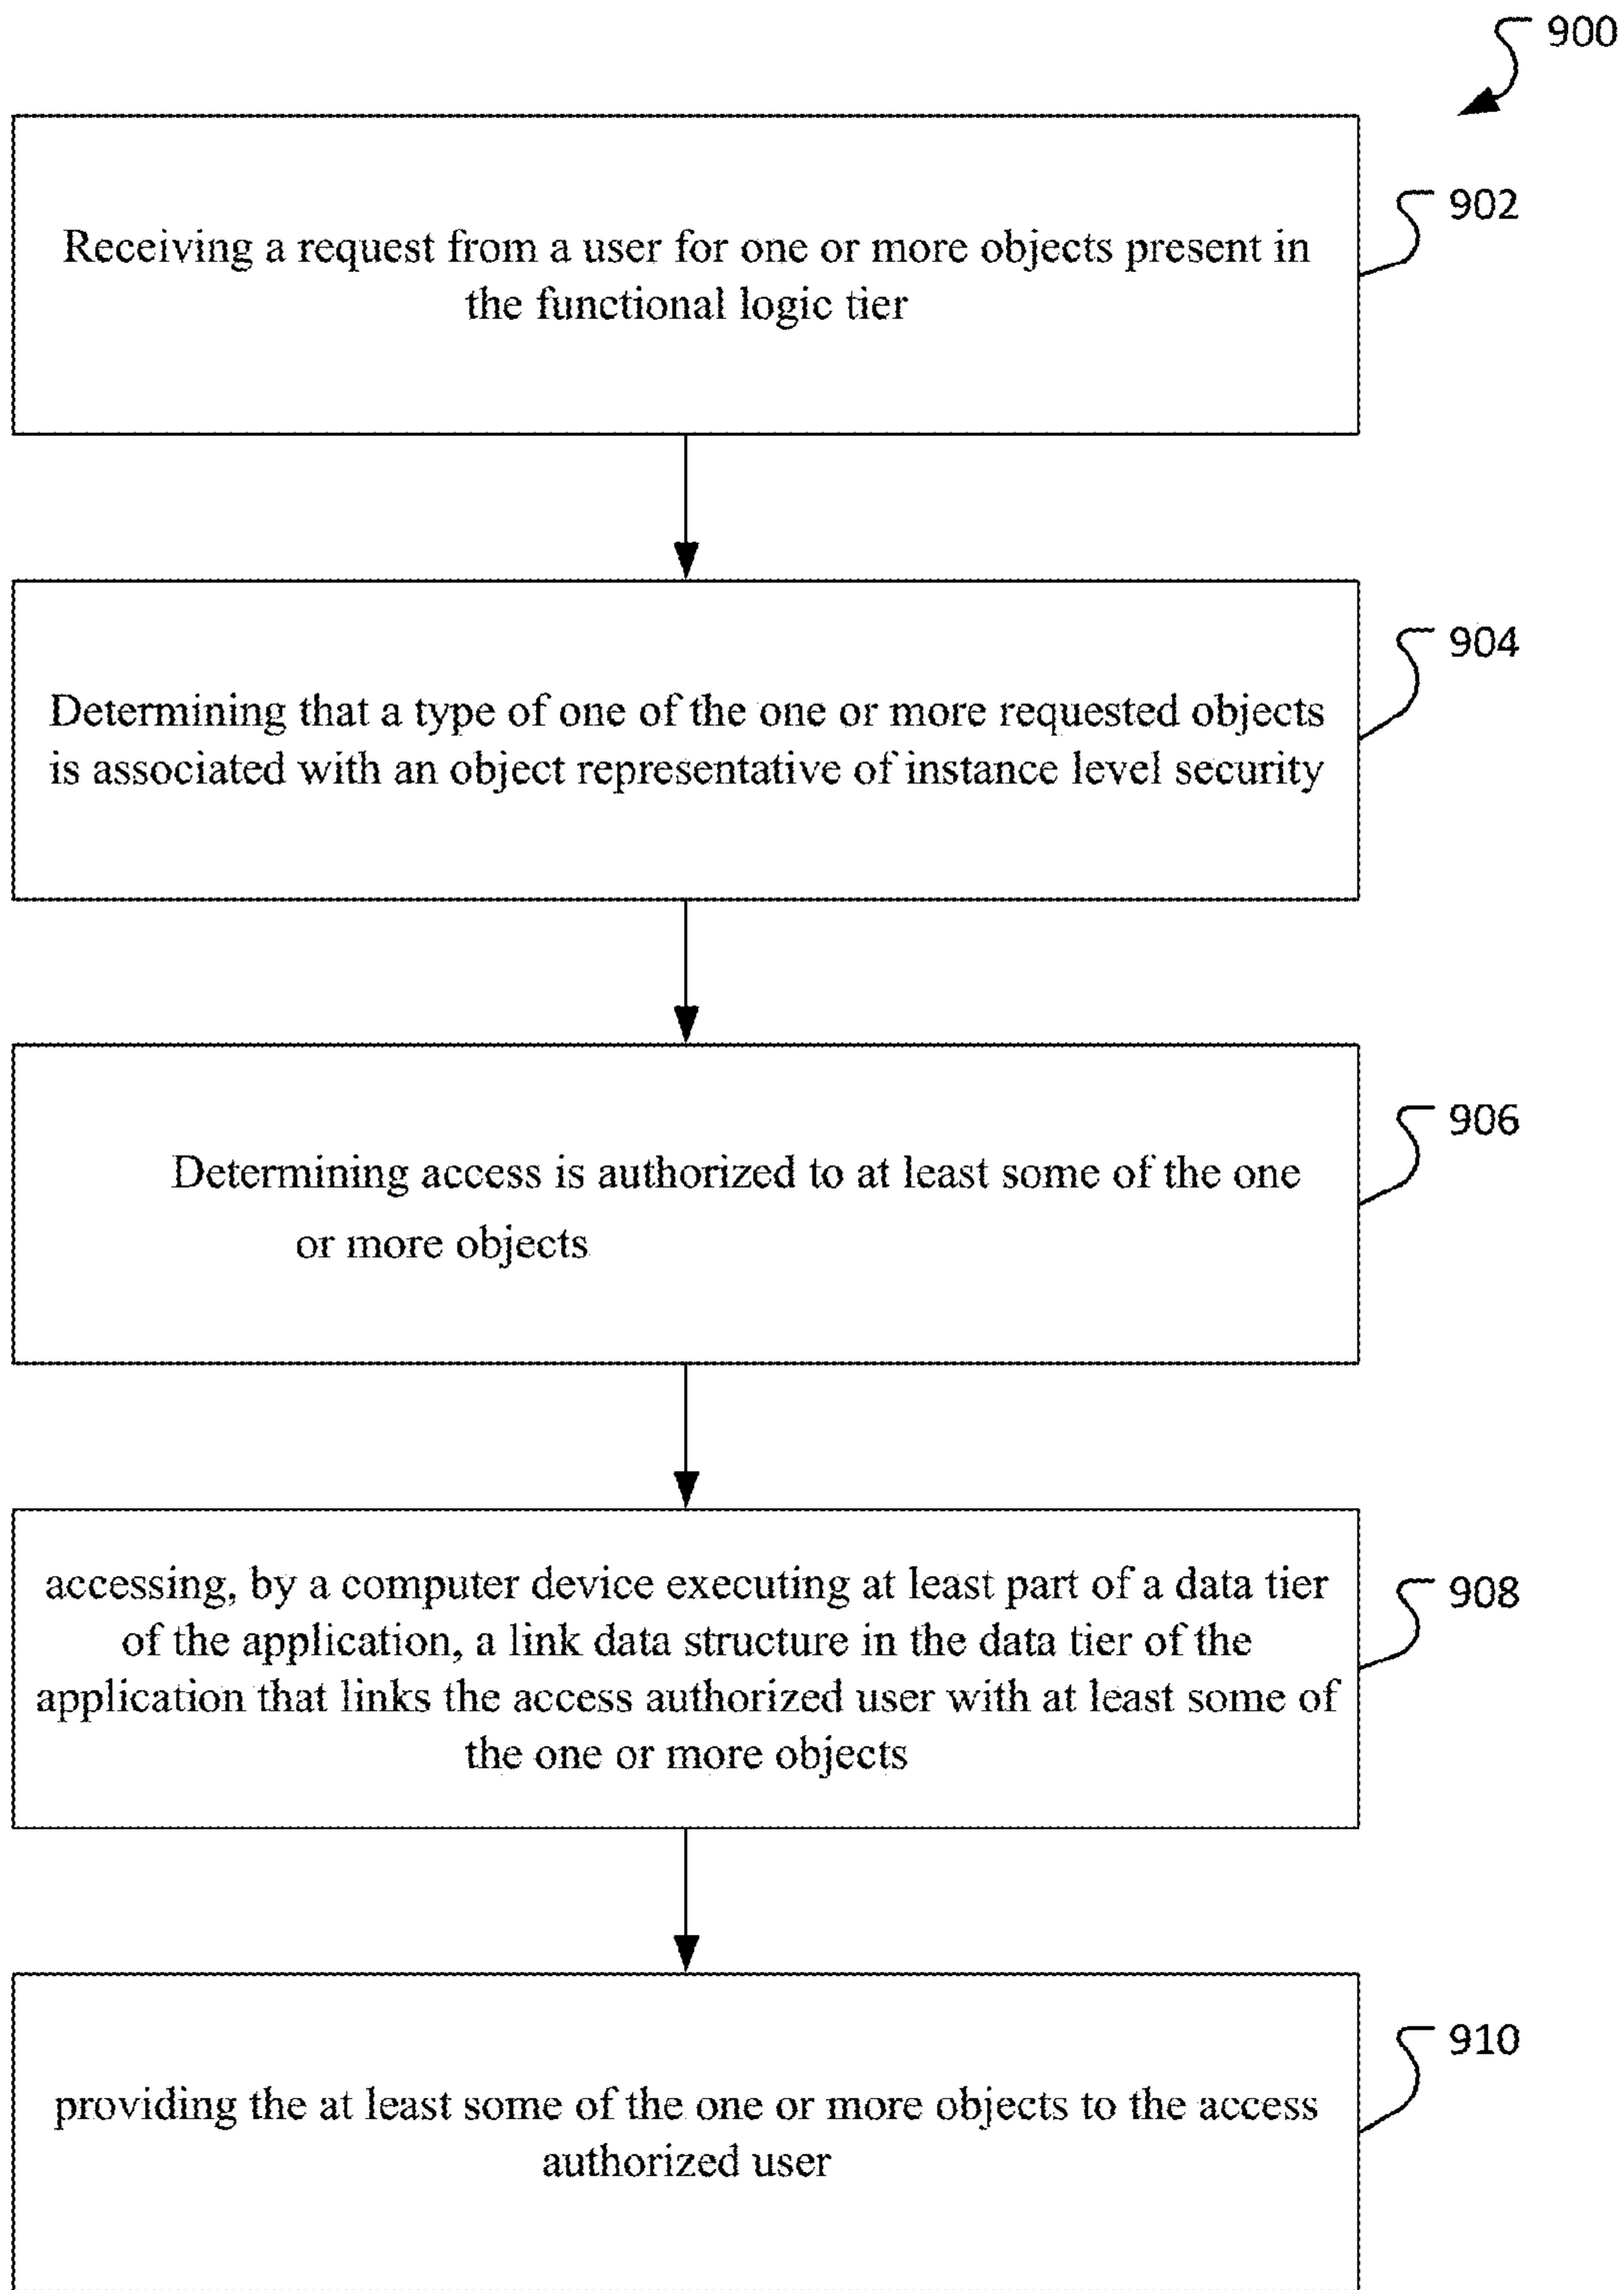 900
Receiving a request from a user for one or more objects present in
the functional logic tier
902
Determining that a type of one of the one or more requested objects
is associated with an object representative of instance level security
904
Determining access is authorized to at least some of the one
or more objects
906
accessing, by a computer device executing at least part of a data tier
of the application, a link data structure in the data tier of the
application that links the access authorized user with at least some of
the one or more objects
908
providing the at least some of the one or more objects to the access
authorized user
910